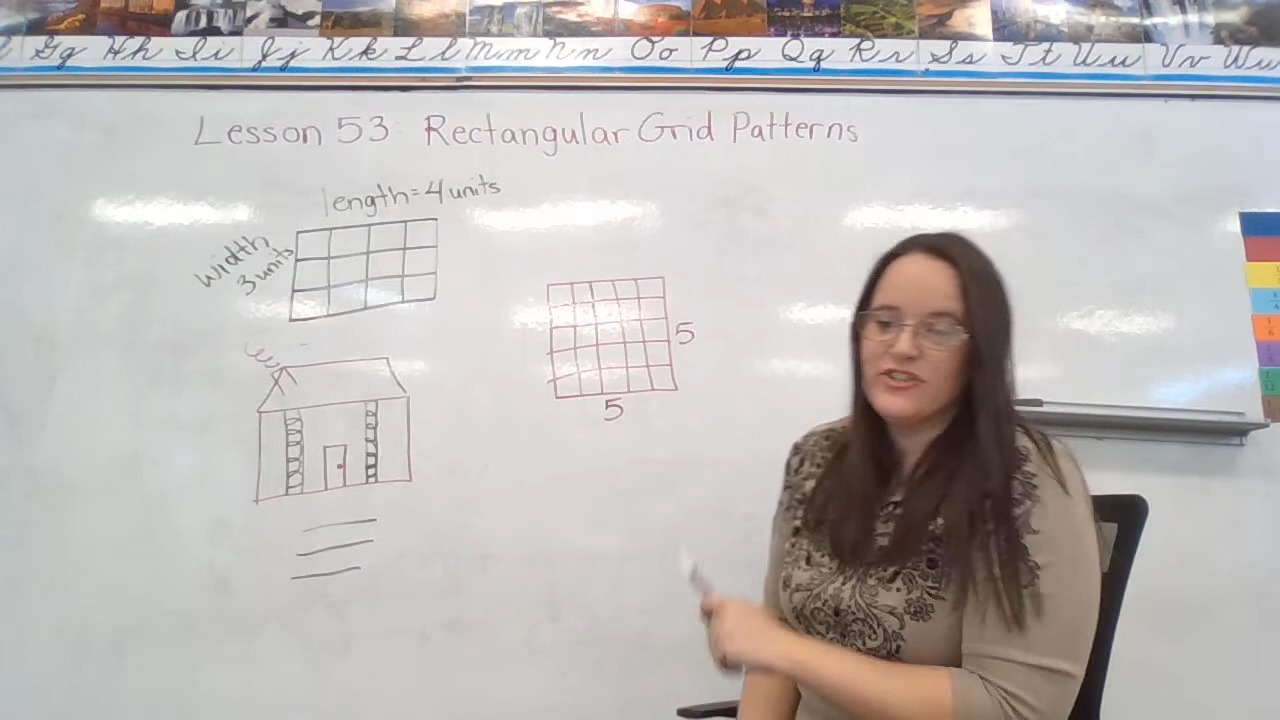 Gg Hh Ii Jj Kk Ll Mm Nn Oo Pp Qq Rr Ss Tt Uu Vv Ww
Lesson 53: Rectangular Grid Patterns
length = 4 units
width
3 units
5
5